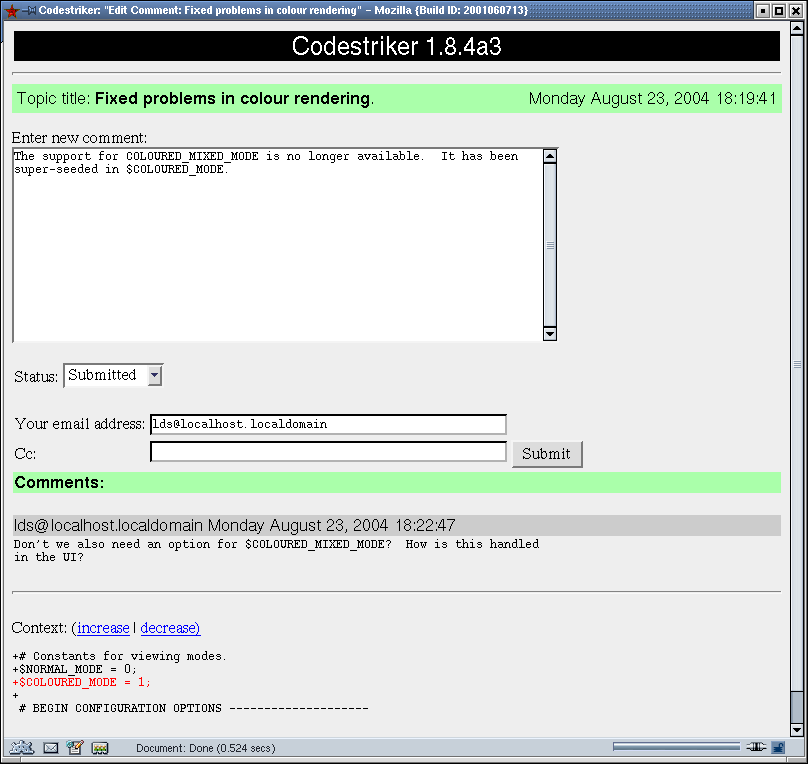 Codestriker: "Edit Comment: Fixed problems in colour rendering" – Mozilla {Build ID: 2001060713}
Codestriker 1.8.4a3
Topic title: Fixed problems in colour rendering. Monday August 23, 2004 18:19:41
Enter new comment:
The support for COLOURED_MIXED_MODE is no longer available.  It has been
super-seeded in $COLOURED_MODE.
Status: Submitted
Your email address: lds@localhost.localdomain
Cc: Submit
Comments:
lds@localhost.localdomain Monday August 23, 2004 18:22:47
Don't we also need an option for $COLOURED_MIXED_MODE?  How is this handled
in the UI?
Context: (increase | decrease)
+# Constants for viewing modes.
+$NORMAL_MODE = 0;
+$COLOURED_MODE = 1;
+
# BEGIN CONFIGURATION OPTIONS --------------------
Document: Done (0.524 secs)